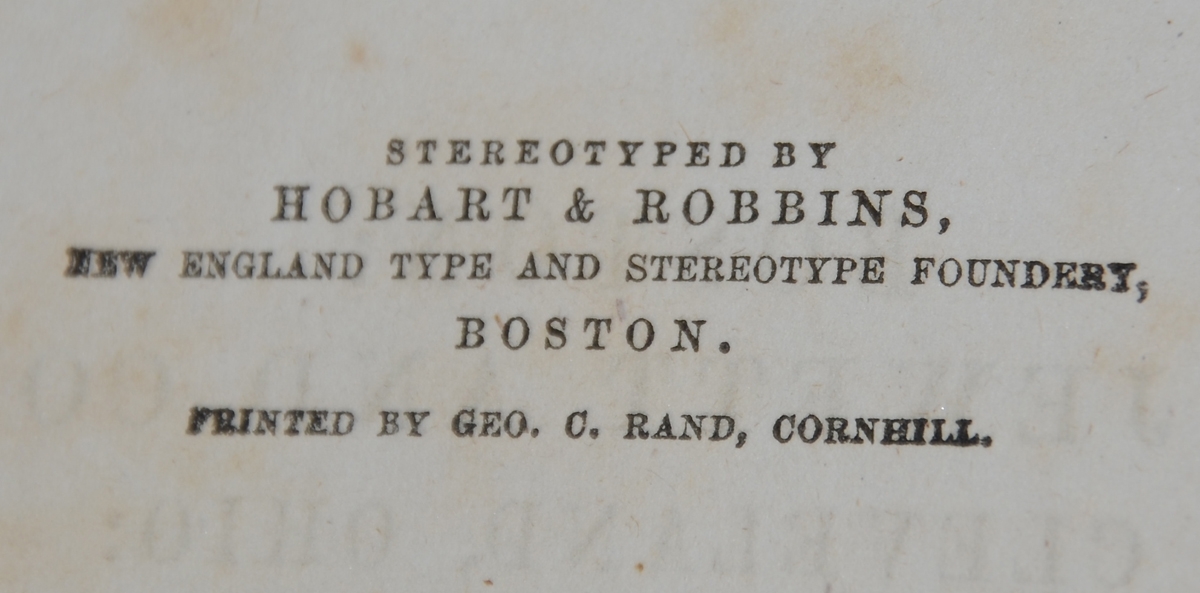 STEREOTYPED BY
HOBART & ROBBINS,
NEW ENGLAND TYPE AND STEREOTYPE FOUNDERY,
BOSTON.
PRINTED BY GEO. C. RAND, CORNHILL.